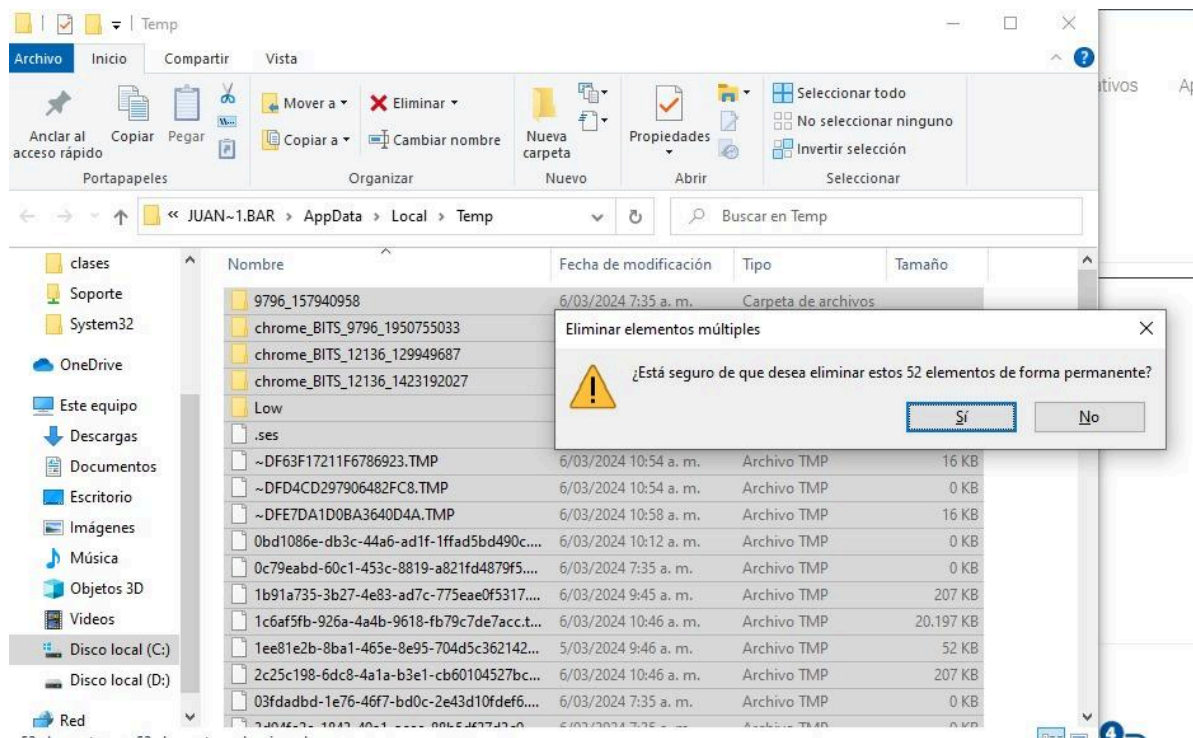 Temp
Archivo Inicio Compartir Vista
Anclar al acceso rápido
Copiar
Pegar
Mover a
Copiar a
Eliminar
Cambiar nombre
Nueva carpeta
Propiedades
Seleccionar todo
No seleccionar ninguno
Invertir selección
Portapapeles Organizar Nuevo Abrir Seleccionar
« JUAN~1.BAR › AppData › Local › Temp
Buscar en Temp
clases
Soporte
System32
OneDrive
Este equipo
Descargas
Documentos
Escritorio
Imágenes
Música
Objetos 3D
Videos
Disco local (C:)
Disco local (D:)
Red
Nombre Fecha de modificación Tipo Tamaño
9796_157940958 6/03/2024 7:35 a. m. Carpeta de archivos
chrome_BITS_9796_1950755033
chrome_BITS_12136_129949687
chrome_BITS_12136_1423192027
Low
.ses
~DF63F17211F6786923.TMP 6/03/2024 10:54 a. m. Archivo TMP 16 KB
~DFD4CD297906482FC8.TMP 6/03/2024 10:54 a. m. Archivo TMP 0 KB
~DFE7DA1D0BA3640D4A.TMP 6/03/2024 10:58 a. m. Archivo TMP 16 KB
0bd1086e-db3c-44a6-ad1f-1ffad5bd490c.... 6/03/2024 10:12 a. m. Archivo TMP 0 KB
0c79eabd-60c1-453c-8819-a821fd4879f5.... 6/03/2024 7:35 a. m. Archivo TMP 0 KB
1b91a735-3b27-4e83-ad7c-775eae0f5317.... 6/03/2024 9:45 a. m. Archivo TMP 207 KB
1c6af5fb-926a-4a4b-9618-fb79c7de7acc.t... 6/03/2024 10:46 a. m. Archivo TMP 20.197 KB
1ee81e2b-8ba1-465e-8e95-704d5c362142... 5/03/2024 9:46 a. m. Archivo TMP 52 KB
2c25c198-6dc8-4a1a-b3e1-cb60104527bc... 6/03/2024 10:46 a. m. Archivo TMP 207 KB
03fdadbd-1e76-46f7-bd0c-2e43d10fdef6.... 6/03/2024 7:35 a. m. Archivo TMP 0 KB
Eliminar elementos múltiples
¿Está seguro de que desea eliminar estos 52 elementos de forma permanente?
Sí No
tivos
4